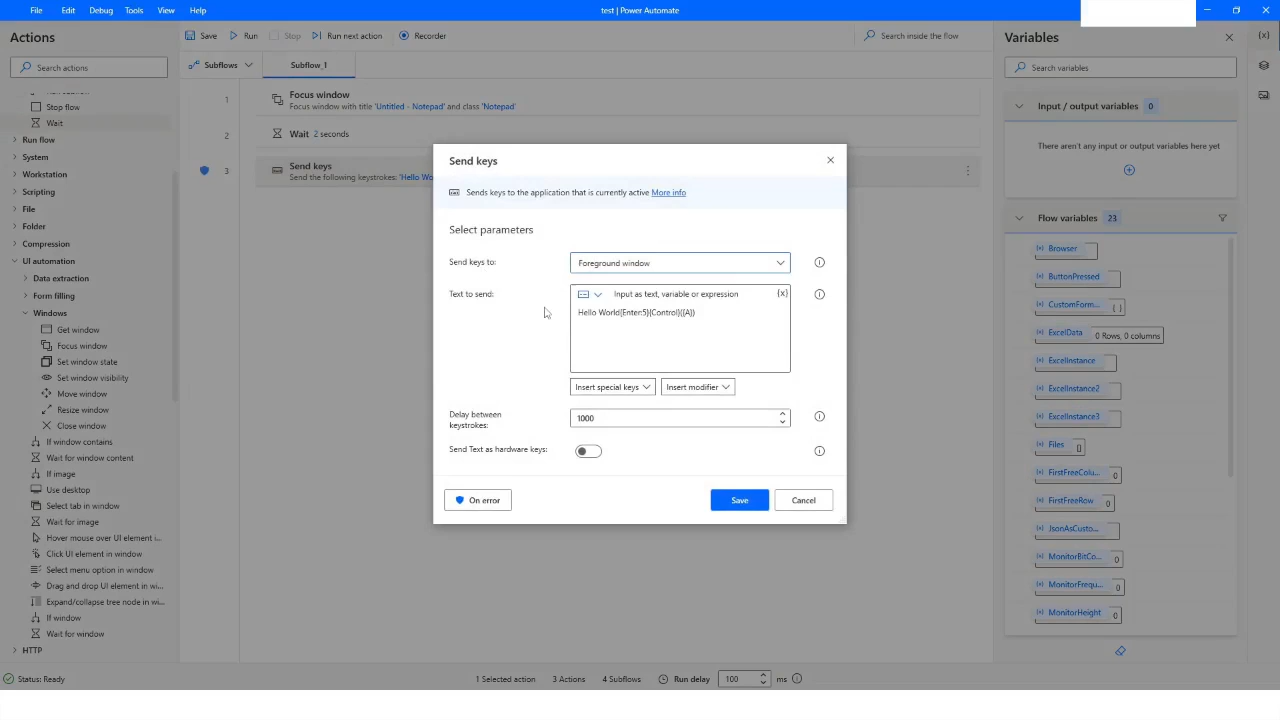 File Edit Debug Tools View Help
test | Power Automate
Actions
Search actions
Stop flow
Wait
Run flow
System
Workstation
Scripting
File
Folder
Compression
UI automation
Data extraction
Form filling
Windows
Get window
Focus window
Set window state
Set window visibility
Move window
Resize window
Close window
If window contains
Wait for window content
If image
Use desktop
Select tab in window
Wait for image
Hover mouse over UI element i...
Click UI element in window
Select menu option in window
Drag and drop UI element in wi...
Expand/collapse tree node in wi...
If window
Wait for window
HTTP
Save Run Stop Run next action Recorder
Search inside the flow
Subflows Subflow_1
1 Focus window
Focus window with title 'Untitled - Notepad' and class 'Notepad'
2 Wait 2 seconds
3 Send keys
Send the following keystrokes: 'Hello Wo
Send keys
Sends keys to the application that is currently active More info
Select parameters
Send keys to: Foreground window
Text to send: Input as text, variable or expression {x}
Hello World{Enter:5}{Control}({A})
Insert special keys Insert modifier
Delay between keystrokes: 1000
Send Text as hardware keys:
On error Save Cancel
Variables {x}
Search variables
Input / output variables 0
There aren't any input or output variables here yet
Flow variables 23
(x) Browser
(x) ButtonPressed
(x) CustomForm... { }
(x) ExcelData 0 Rows, 0 columns
(x) ExcelInstance
(x) ExcelInstance2
(x) ExcelInstance3
(x) Files []
(x) FirstFreeColu... 0
(x) FirstFreeRow 0
(x) JsonAsCusto...
(x) MonitorBitCo... 0
(x) MonitorFrequ... 0
(x) MonitorHeight 0
Status: Ready 1 Selected action 3 Actions 4 Subflows Run delay 100 ms